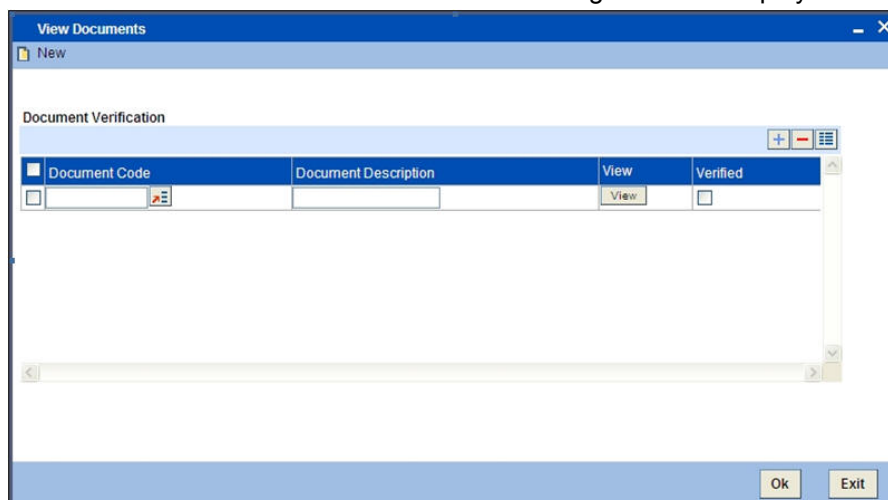 View Documents
New
Document Verification
Document Code Document Description View Verified
View
Ok Exit